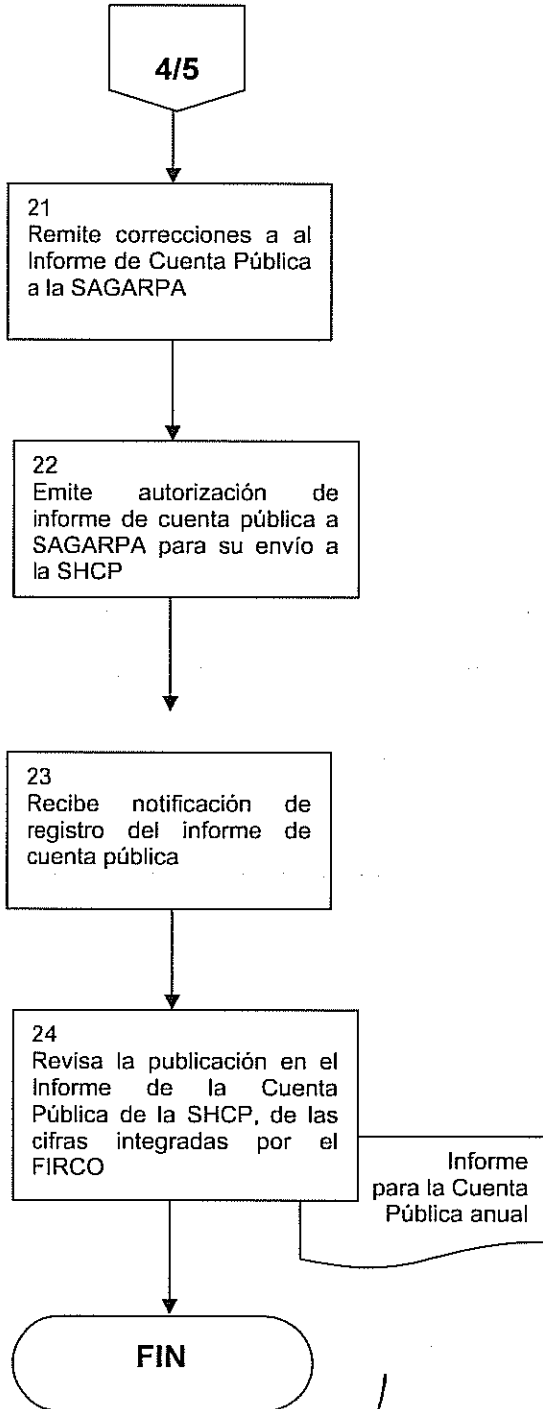 4/5
21
Remite correcciones a al
Informe de Cuenta Pública
a la SAGARPA
22
Emite autorización de
informe de cuenta pública a
SAGARPA para su envío a
la SHCP
23
Recibe notificación de
registro del informe de
cuenta pública
24
Revisa la publicación en el
Informe de la Cuenta
Pública de la SHCP, de las
cifras integradas por el
FIRCO
Informe
para la Cuenta
Pública anual
FIN